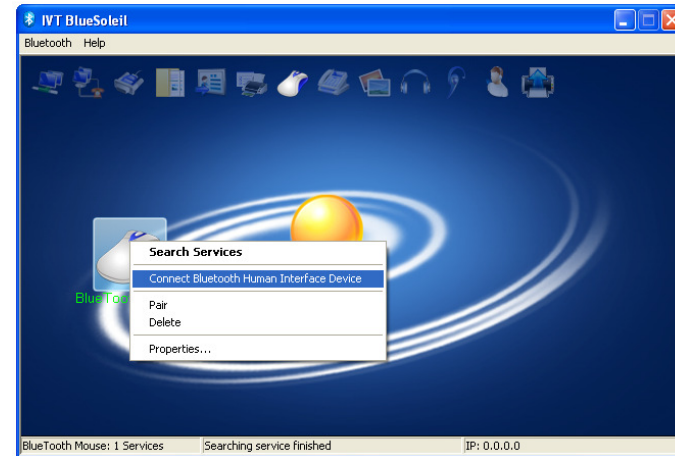 IVT BlueSoleil
Bluetooth Help
Search Services
Connect Bluetooth Human Interface Device
BlueToo
Pair
Delete
Properties...
BlueTooth Mouse: 1 Services Searching service finished IP: 0.0.0.0